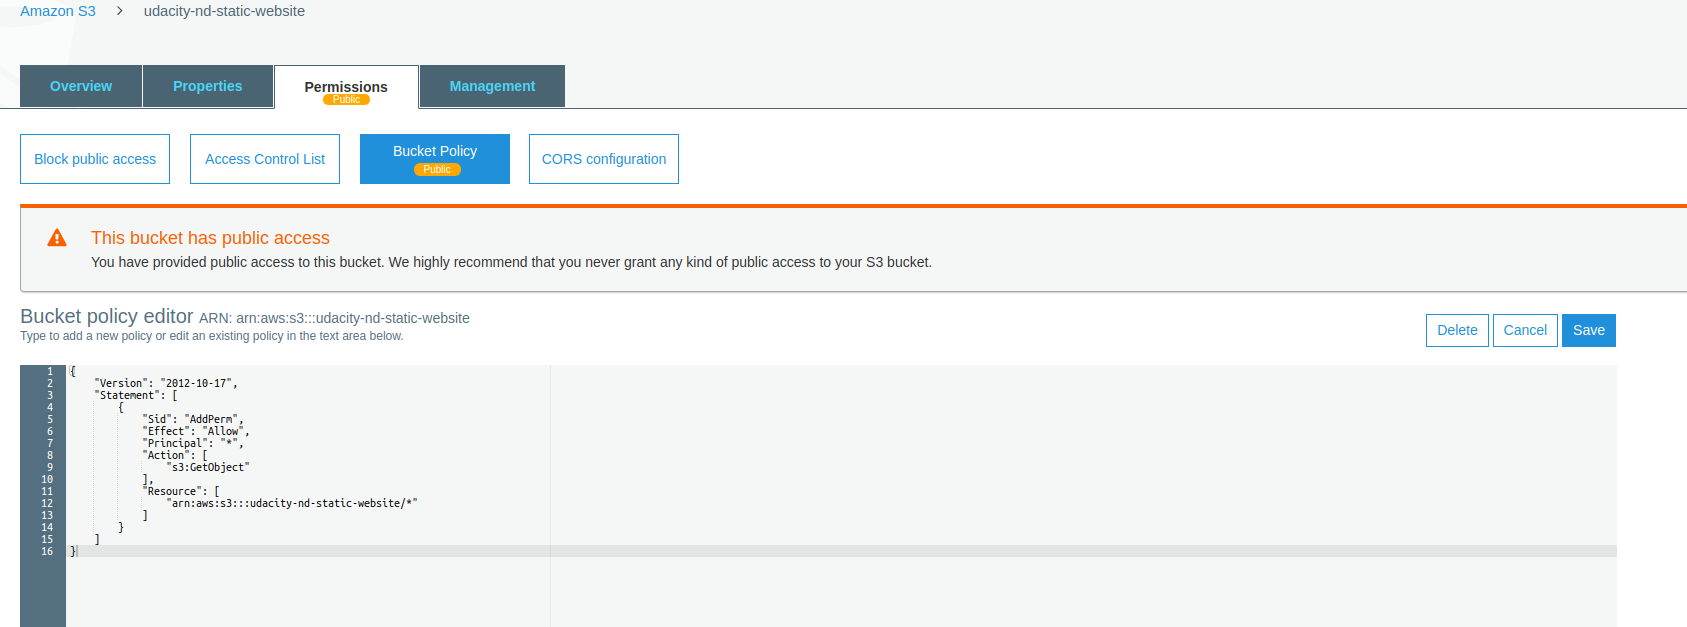 Amazon S3 > udacity-nd-static-website
Overview Properties Permissions Management
Public
Block public access Access Control List Bucket Policy CORS configuration
Public
This bucket has public access
You have provided public access to this bucket. We highly recommend that you never grant any kind of public access to your S3 bucket.
Bucket policy editor ARN: arn:aws:s3:::udacity-nd-static-website
Type to add a new policy or edit an existing policy in the text area below.
Delete Cancel Save
1 {
2 "Version": "2012-10-17",
3 "Statement": [
4 {
5 "Sid": "AddPerm",
6 "Effect": "Allow",
7 "Principal": "*",
8 "Action": [
9 "s3:GetObject"
10 ],
11 "Resource": [
12 "arn:aws:s3:::udacity-nd-static-website/*"
13 ]
14 }
15 ]
16 }